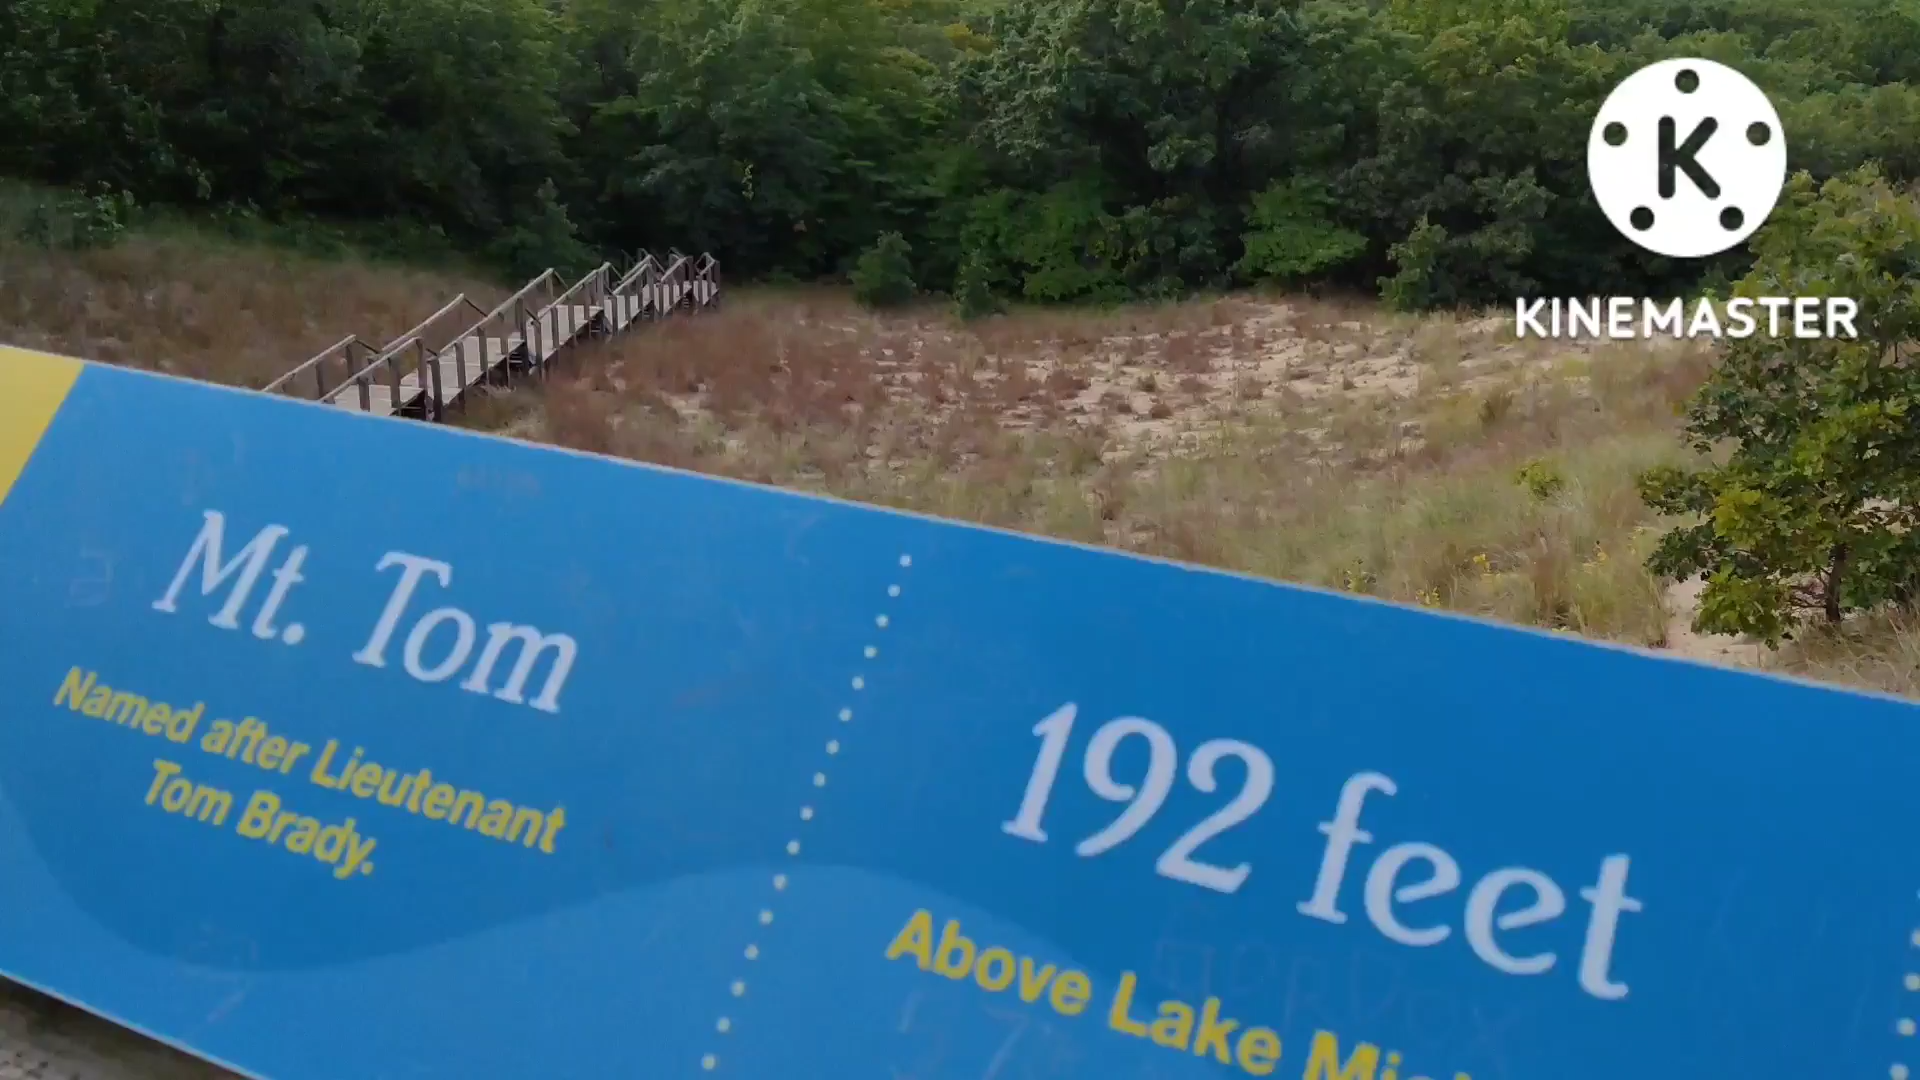 K
KINEMASTER
Mt. Tom
Named after Lieutenant
Tom Brady.
192 feet
Above Lake